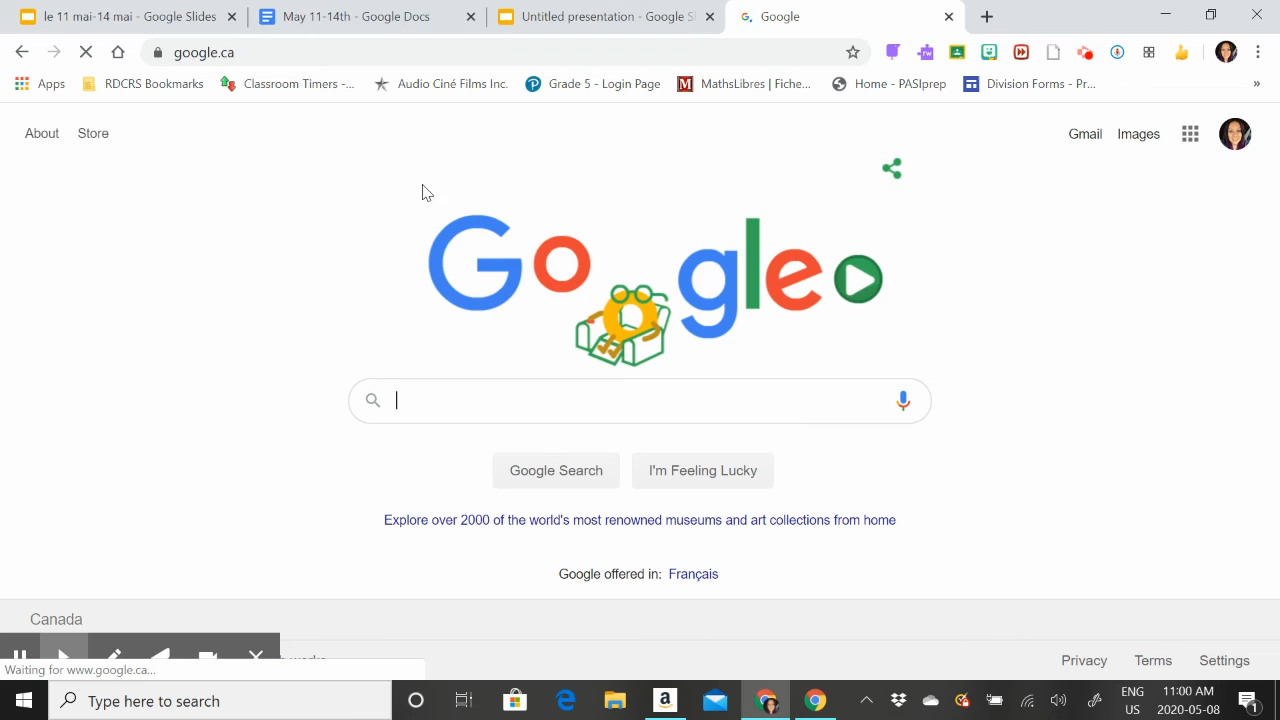 le 11 mai-14 mai - Google Slides
May 11-14th - Google Docs
Untitled presentation - Google S
Google
google.ca
Apps
RDCRS Bookmarks
Classroom Timers -...
Audio Ciné Films Inc.
Grade 5 - Login Page
MathsLibres | Fiche...
Home - PASIprep
Division Forms - Pr...
»
About Store
Gmail Images
Google
Google Search I'm Feeling Lucky
Explore over 2000 of the world's most renowned museums and art collections from home
Google offered in: Français
Canada
Waiting for www.google.ca...
Privacy Terms Settings
Type here to search
ENG 11:00 AM
US 2020-05-08